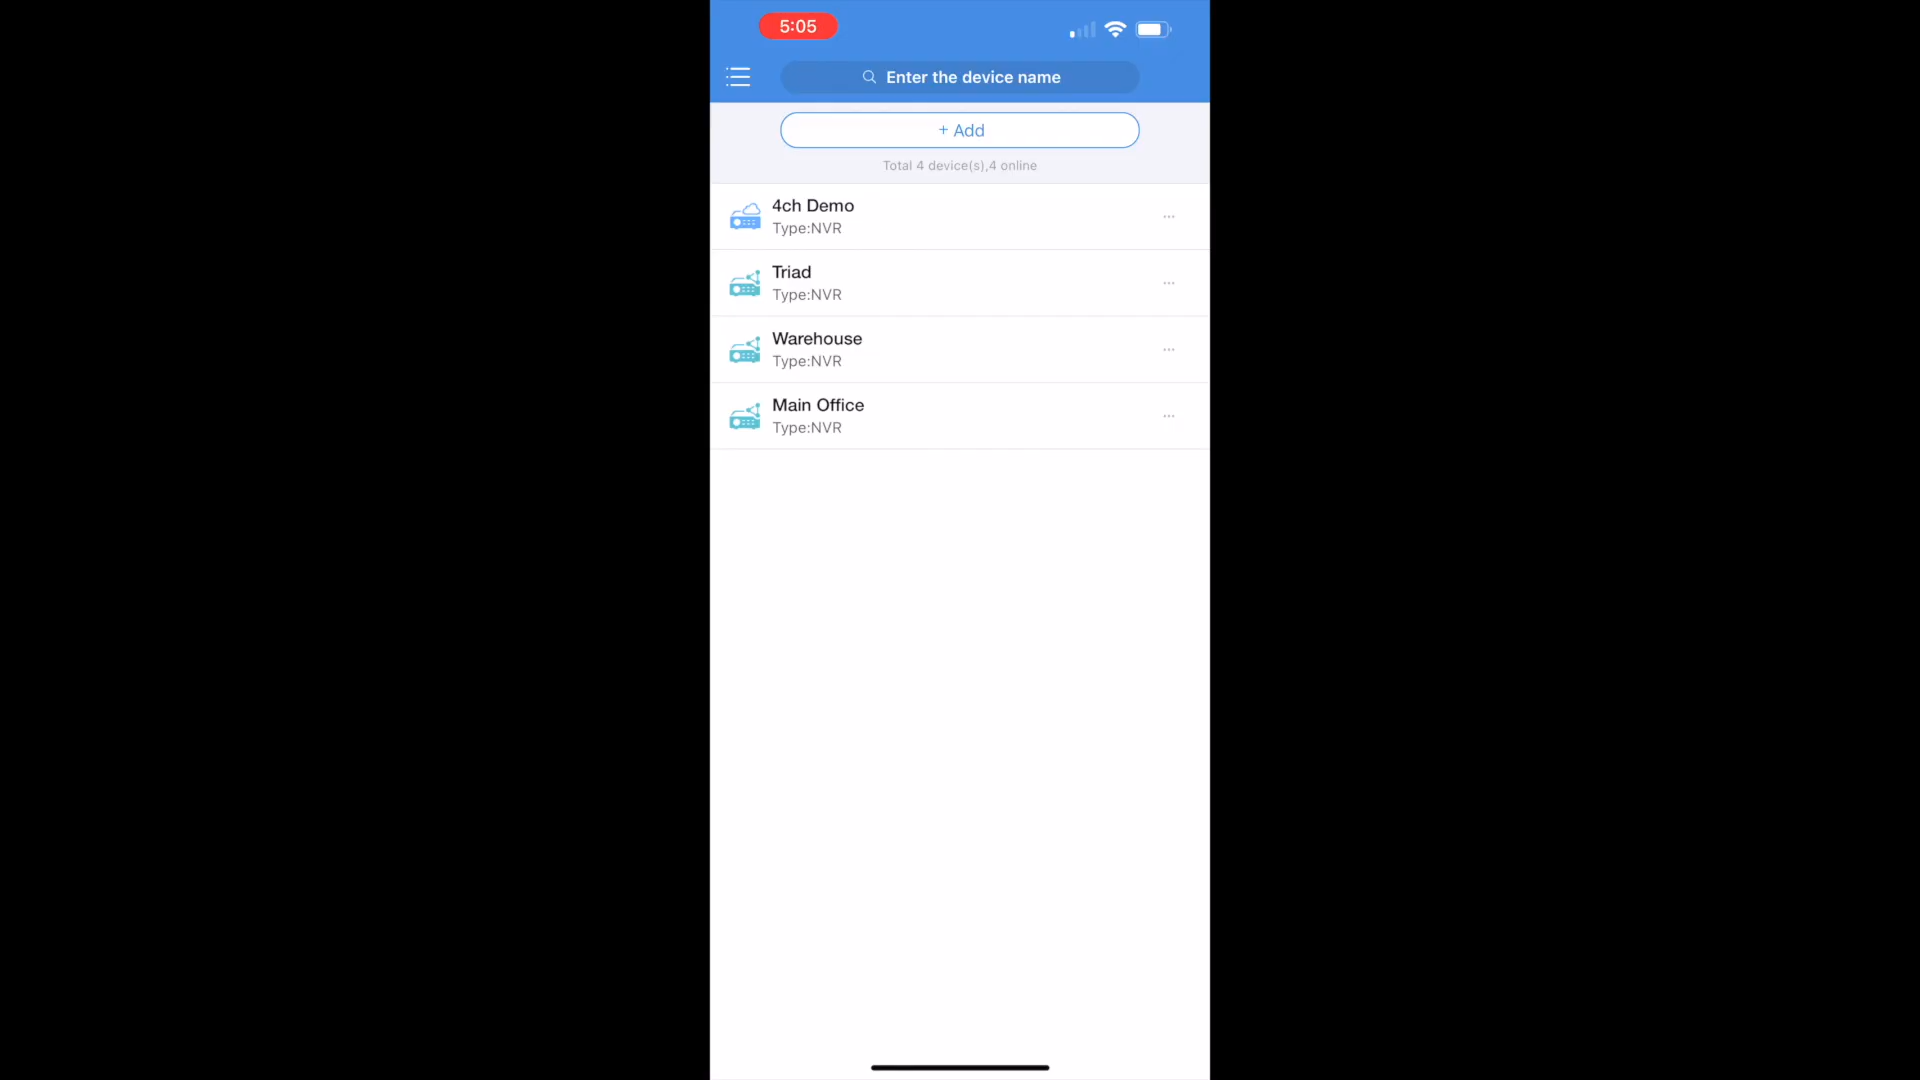 5:05
Enter the device name
+ Add
Total 4 device(s),4 online
4ch Demo
Type:NVR
Triad
Type:NVR
Warehouse
Type:NVR
Main Office
Type:NVR